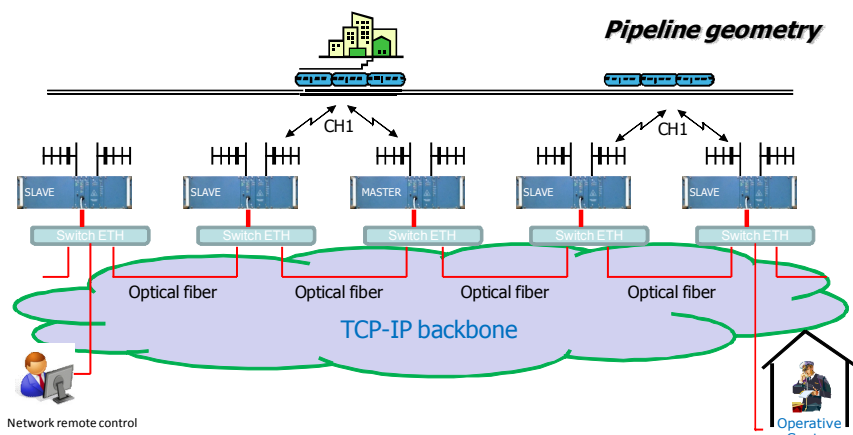 Pipeline geometry
CH1
CH1
SLAVE
SLAVE
MASTER
SLAVE
SLAVE
Switch ETH
Switch ETH
Switch ETH
Switch ETH
Switch ETH
Optical fiber
Optical fiber
Optical fiber
Optical fiber
TCP-IP backbone
Network remote control
Operative